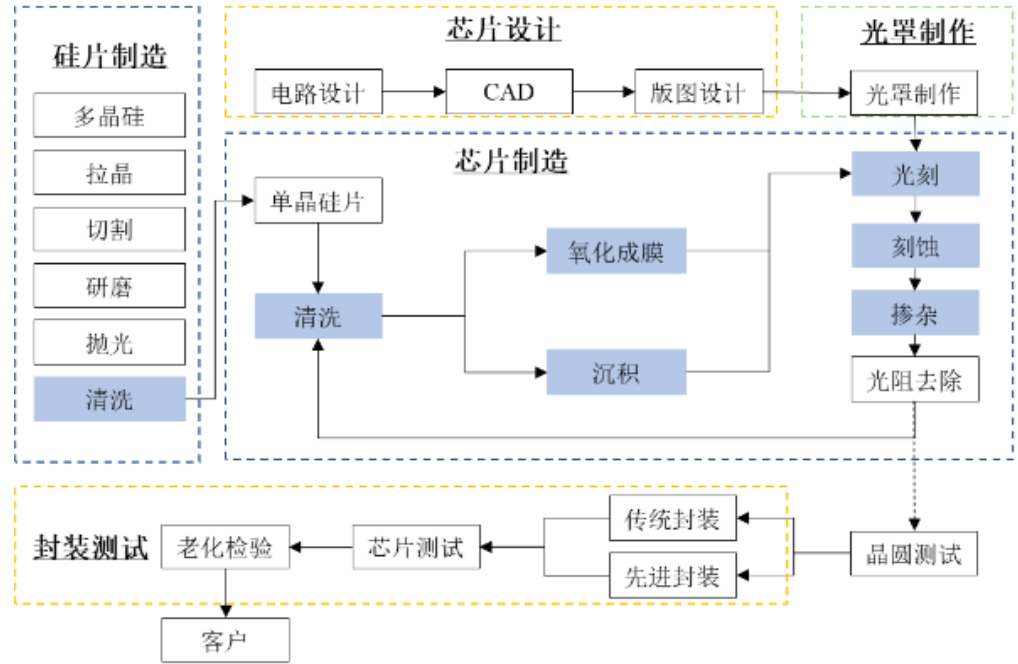 硅片制造
多晶硅
拉晶
切割
研磨
抛光
清洗
芯片设计
电路设计
CAD
版图设计
光罩制作
光罩制作
芯片制造
单晶硅片
清洗
氧化成膜
沉积
光刻
刻蚀
掺杂
光阻去除
晶圆测试
封装测试
传统封装
先进封装
芯片测试
老化检验
客户